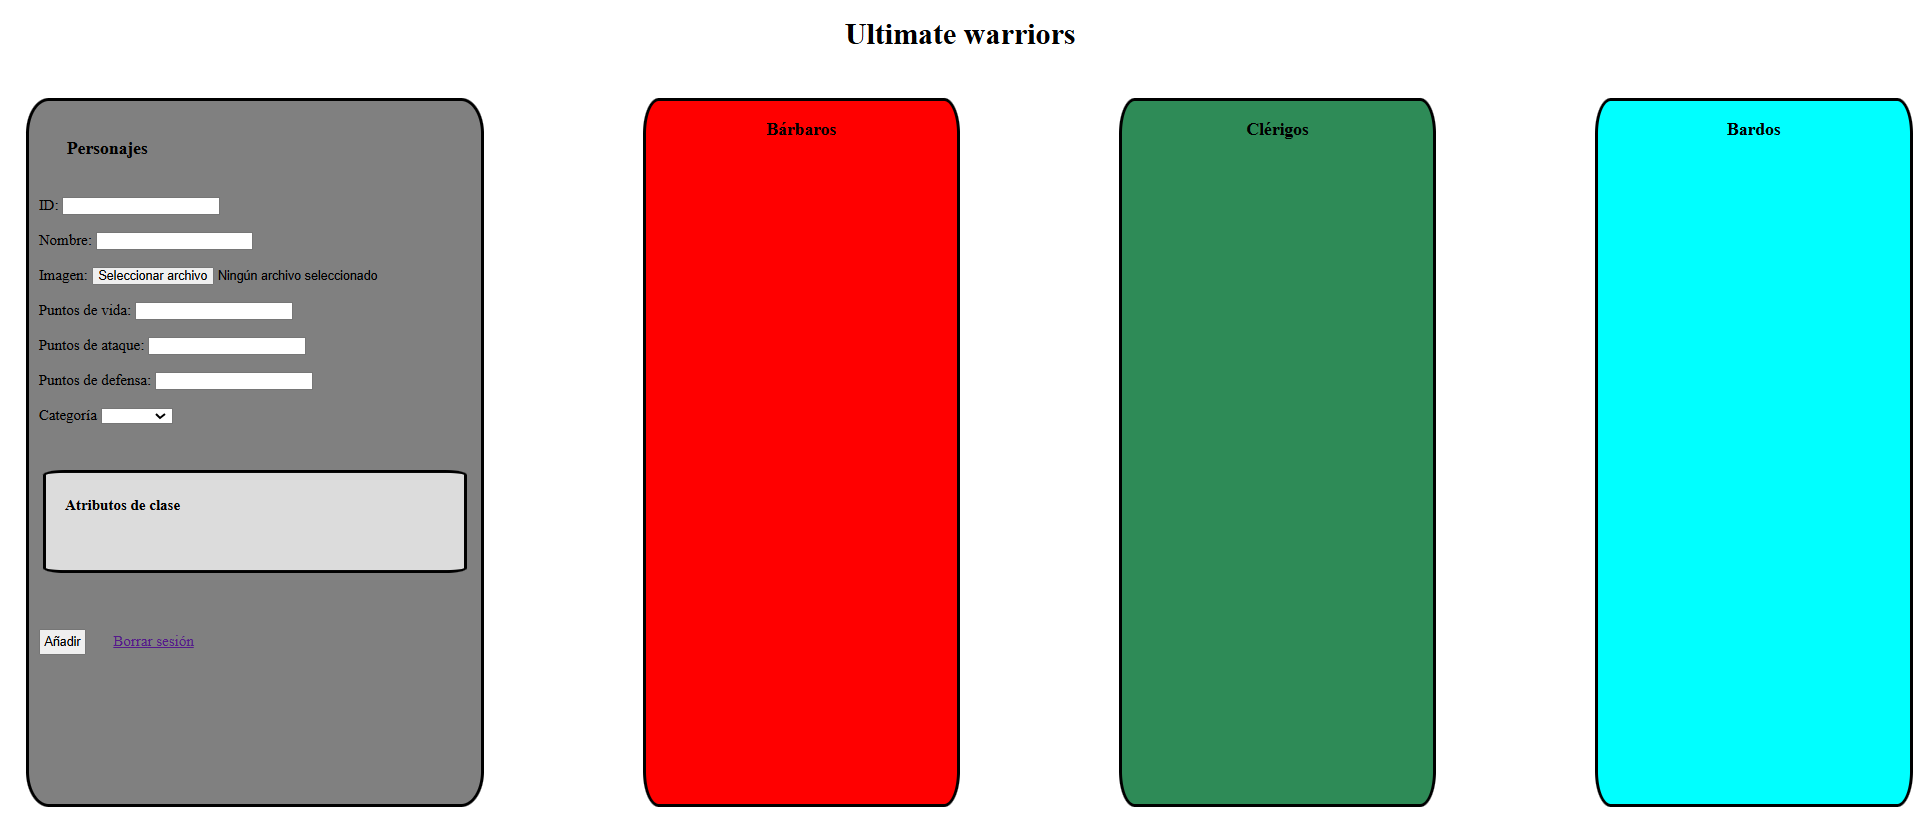 Ultimate warriors
Personajes
ID:
Nombre:
Imagen: Seleccionar archivo Ningún archivo seleccionado
Puntos de vida:
Puntos de ataque:
Puntos de defensa:
Categoría
Atributos de clase
Añadir Borrar sesión
Bárbaros
Clérigos
Bardos